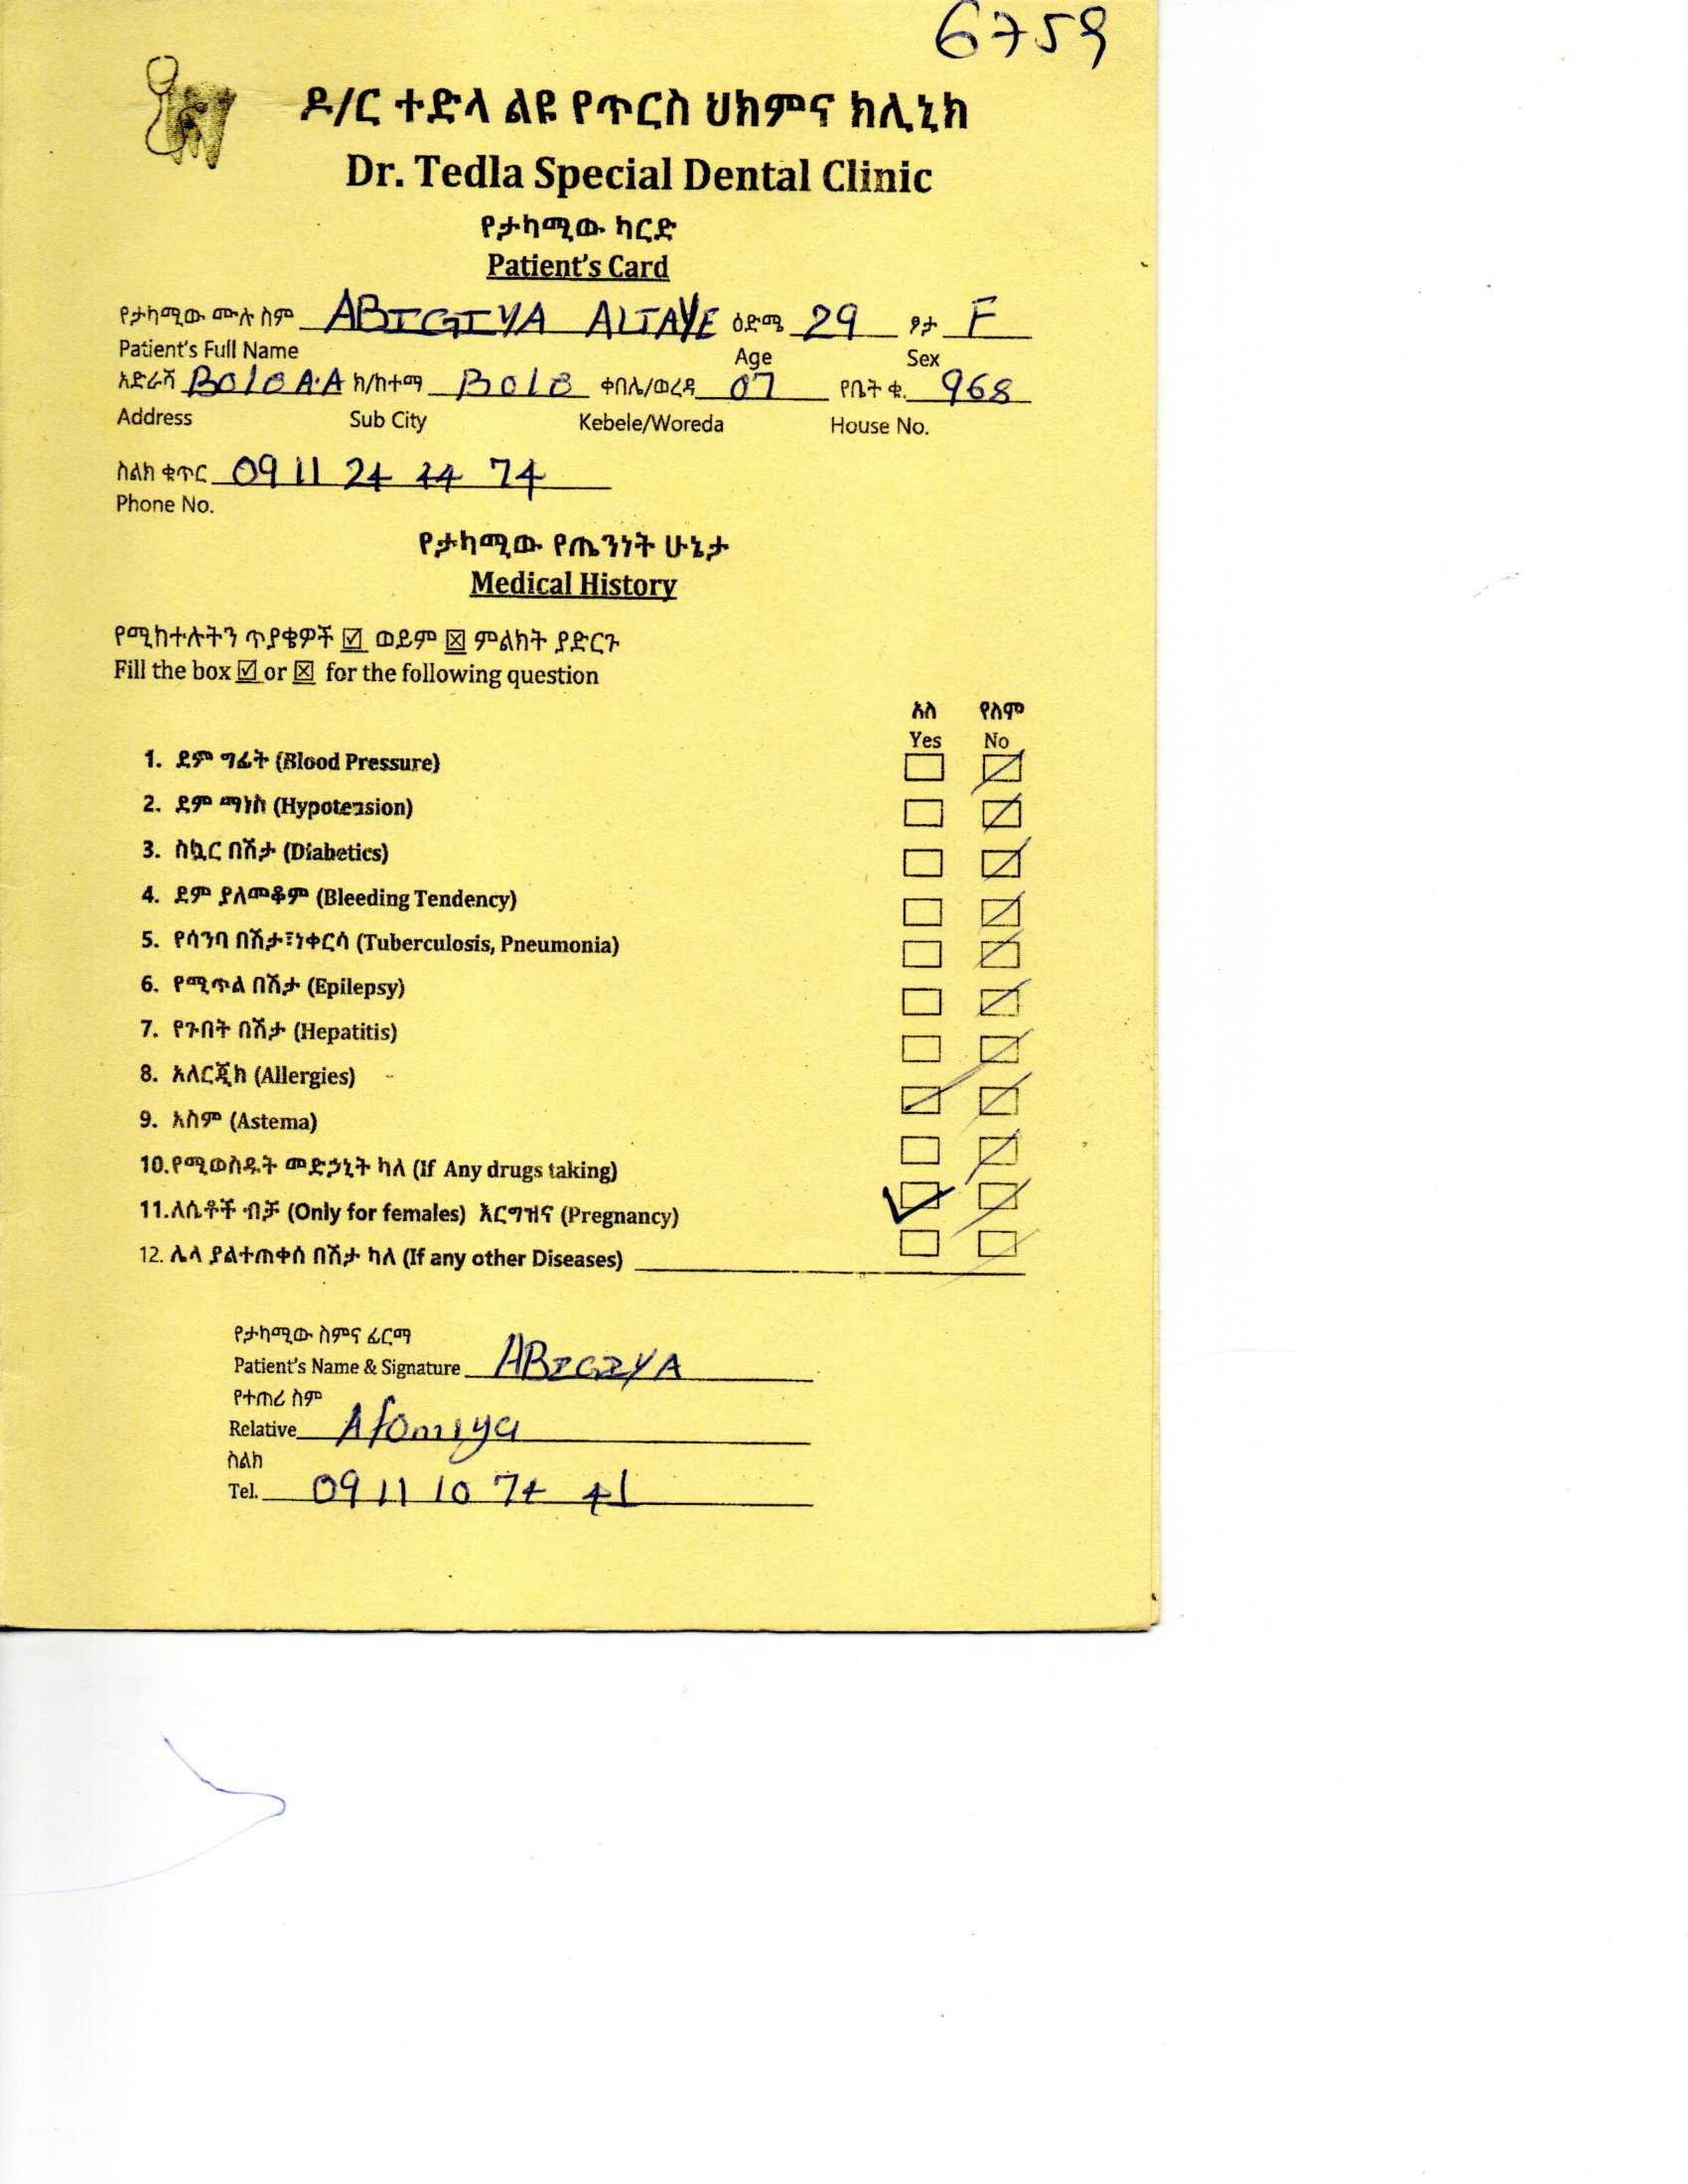 6759
ዶ/ር ተድላ ልዩ የጥርስ ህክምና ክሊኒክ
Dr. Tedla Special Dental Clinic
የታካሚው ካርድ
Patient's Card
የታካሚው ሙሉ ስም ABIGIYA ALTAYE ዕድሜ 29 ፆታ F
Patient's Full Name Age Sex
አድራሻ BOLE A.A ክ/ከተማ BOLE ቀበሌ/ወረዳ 07 የቤት ቁ. 968
Address Sub City Kebele/Woreda House No.
ስልክ ቁጥር 0911 24 44 74
Phone No.
የታካሚው የጤንነት ሁኔታ
Medical History
የሚከተሉትን ጥያቄዎች ☑ ወይም ☒ ምልክት ያድርጉ
Fill the box ☑ or ☒ for the following question
አለ የለም
Yes No
1. ደም ግፊት (Blood Pressure)
2. ደም ማነስ (Hypotension)
3. ስኳር በሽታ (Diabetics)
4. ደም ያለመቆም (Bleeding Tendency)
5. የሳንባ በሽታ፣ነቀርሳ (Tuberculosis, Pneumonia)
6. የሚጥል በሽታ (Epilepsy)
7. የጉበት በሽታ (Hepatitis)
8. አለርጂክ (Allergies)
9. አስም (Astema)
10.የሚወስዱት መድኃኒት ካለ (If Any drugs taking)
11.ለሴቶች ብቻ (Only for females) እርግዝና (Pregnancy)
12. ሌላ ያልተጠቀሰ በሽታ ካለ (If any other Diseases)
የታካሚው ስምና ፊርማ
Patient's Name & Signature ABIGIYA
የተጠሪ ስም
Relative Afomiya
ስልክ
Tel. 0911 10 74 41